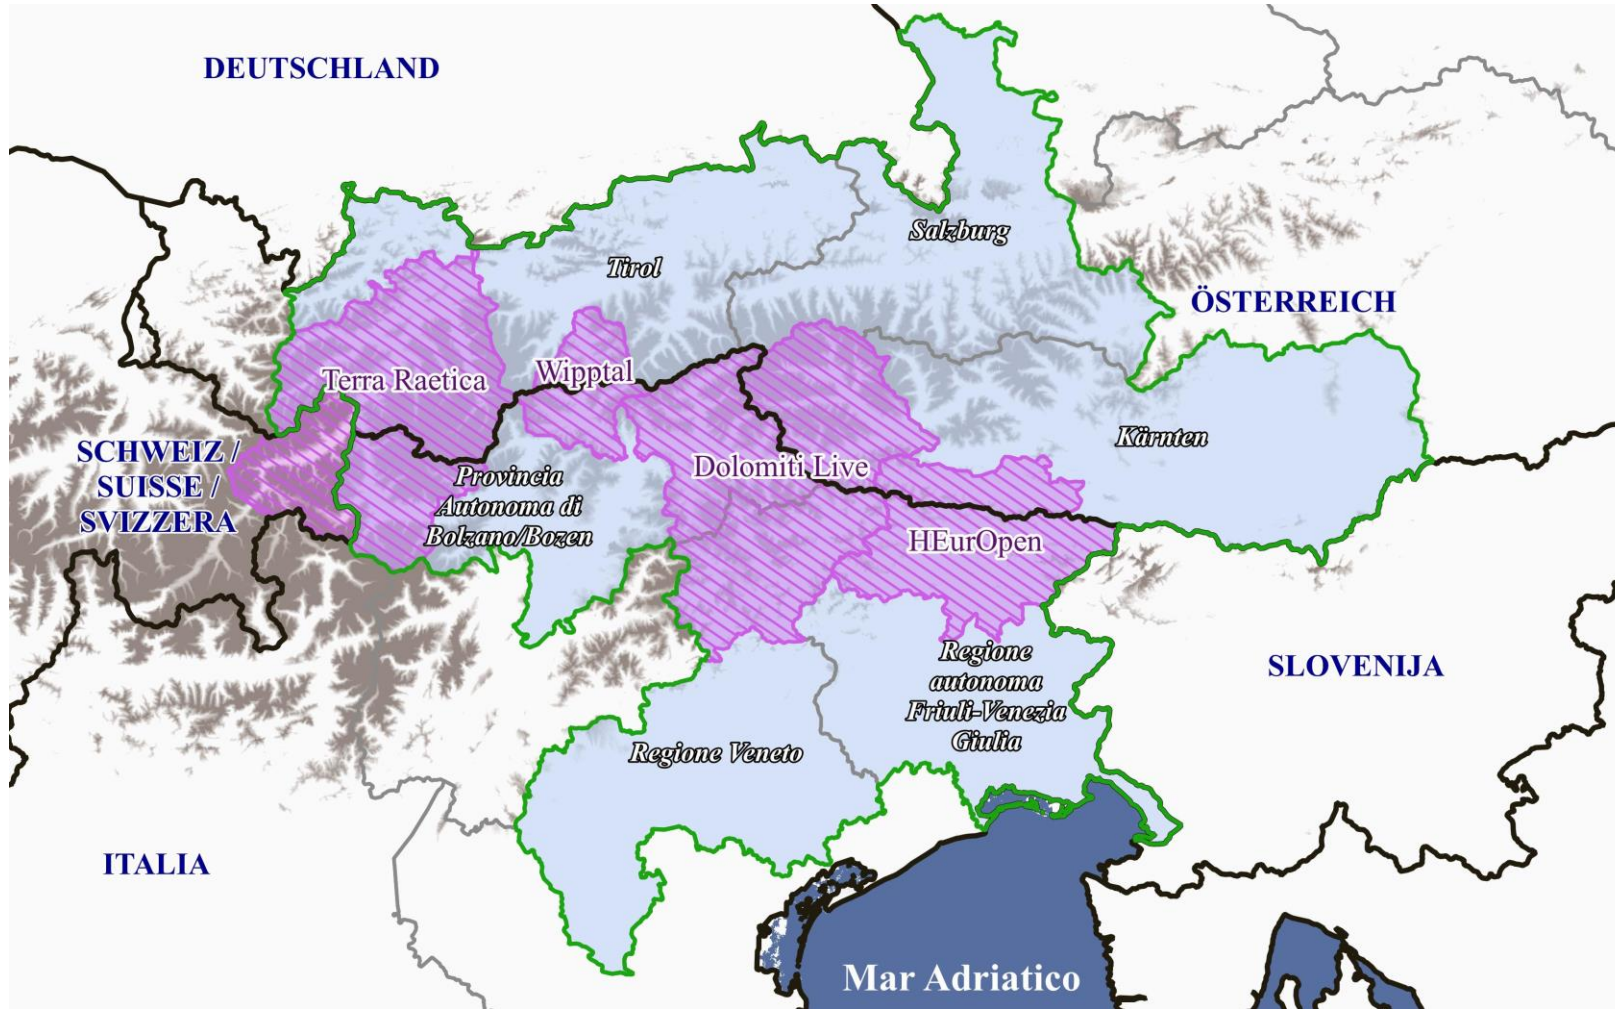 DEUTSCHLAND
Salzburg
Tirol
ÖSTERREICH
Wipptal
Terra Raetica
Kärnten
SCHWEIZ /
SUISSE /
SVIZZERA
Dolomiti Live
Provincia
Autonoma di
Bolzano/Bozen
HEurOpen
Regione
autonoma
Friuli-Venezia
Giulia
SLOVENIJA
Regione Veneto
ITALIA
Mar Adriatico